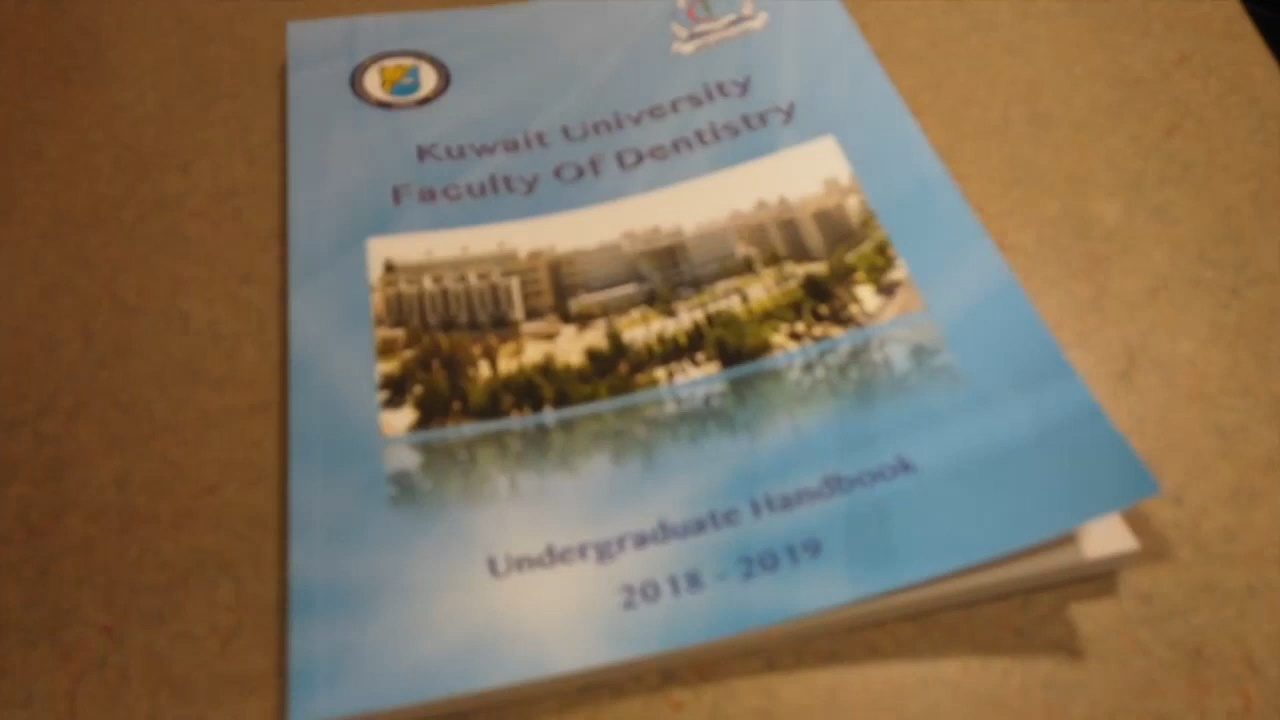 Kuwait University
Faculty Of Dentistry
Undergraduate Handbook
2018 - 2019